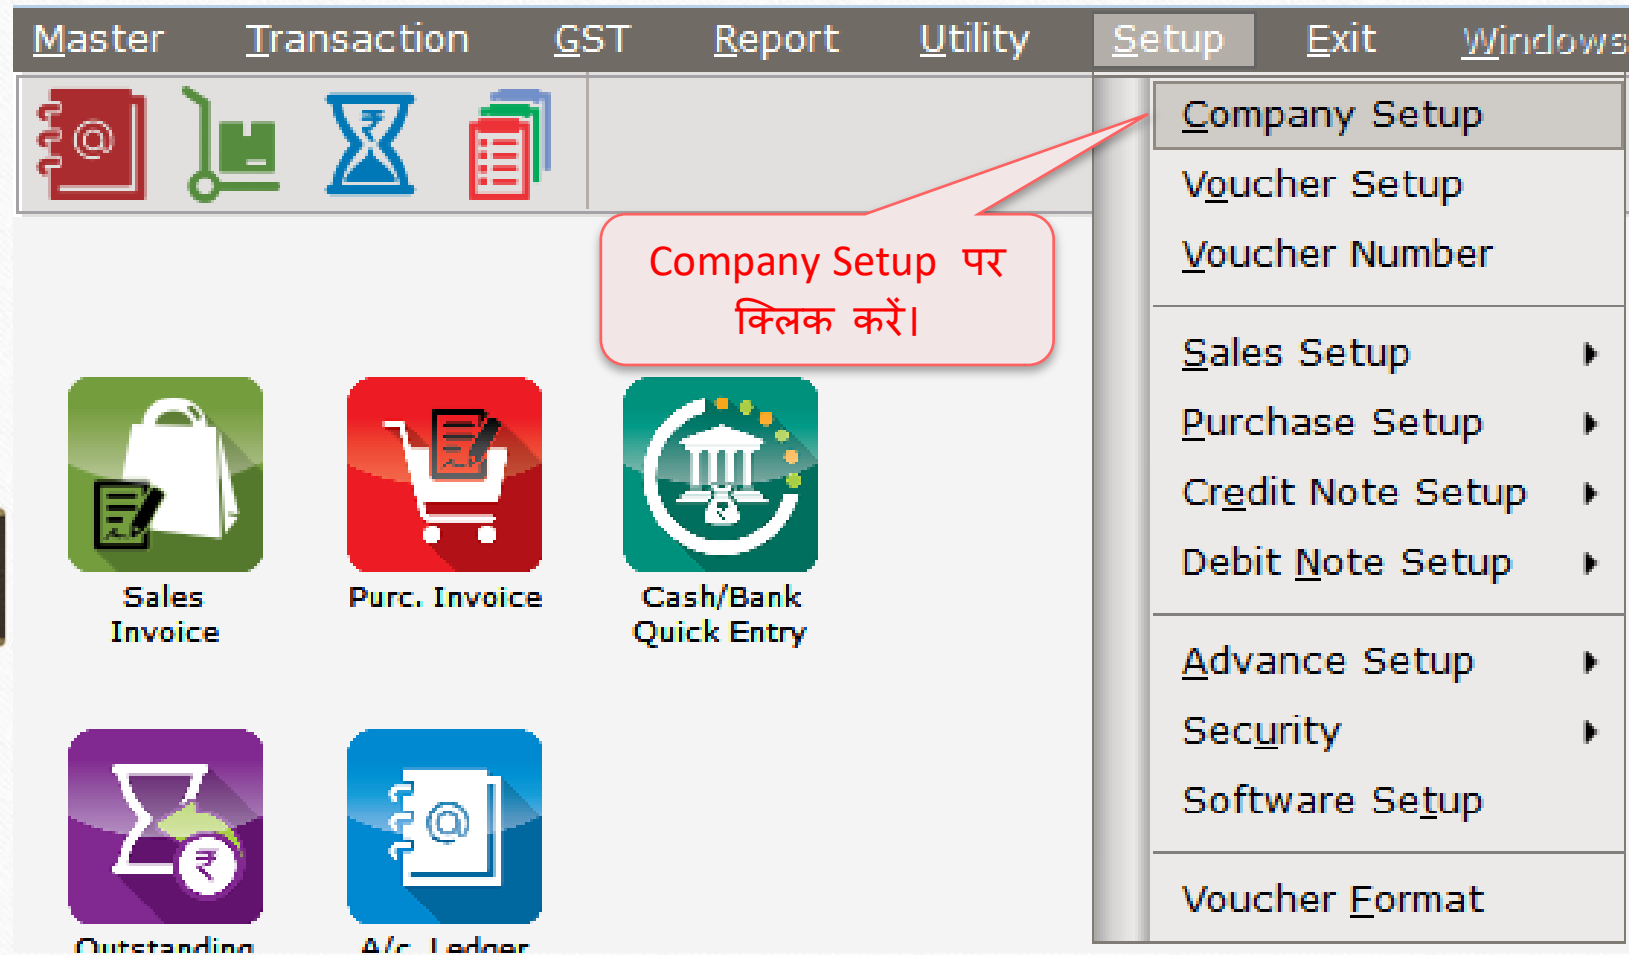 Master Transaction GST Report Utility Setup Exit Windows
Company Setup
Voucher Setup
Voucher Number
Company Setup पर
क्लिक करें।
Sales Setup
Purchase Setup
Credit Note Setup
Debit Note Setup
Advance Setup
Security
Software Setup
Voucher Format
Sales
Invoice
Purc. Invoice
Cash/Bank
Quick Entry
Outstanding
A/c. Ledger